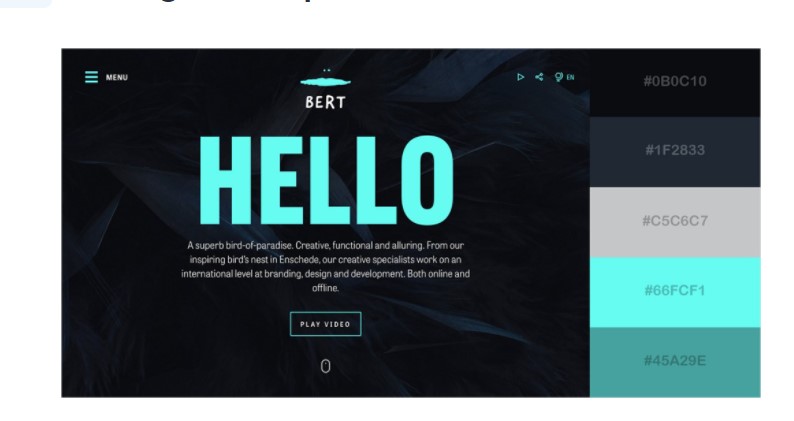 MENU
BERT
EN
HELLO
A superb bird-of-paradise. Creative, functional and alluring. From our
inspiring bird's nest in Enschede, our creative specialists work on an
international level at branding, design and development. Both online and
offline.
PLAY VIDEO
#0B0C10
#1F2833
#C5C6C7
#66FCF1
#45A29E